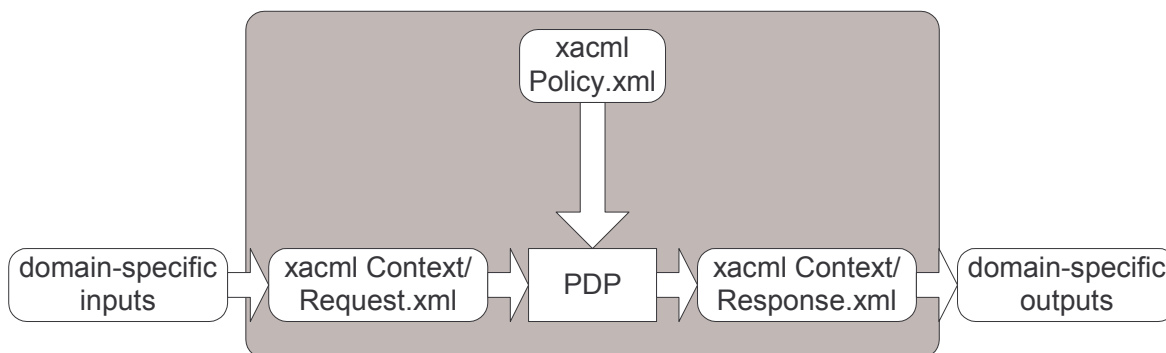 xacml
Policy.xml
domain-specific
inputs
xacml Context/
Request.xml
PDP
xacml Context/
Response.xml
domain-specific
outputs